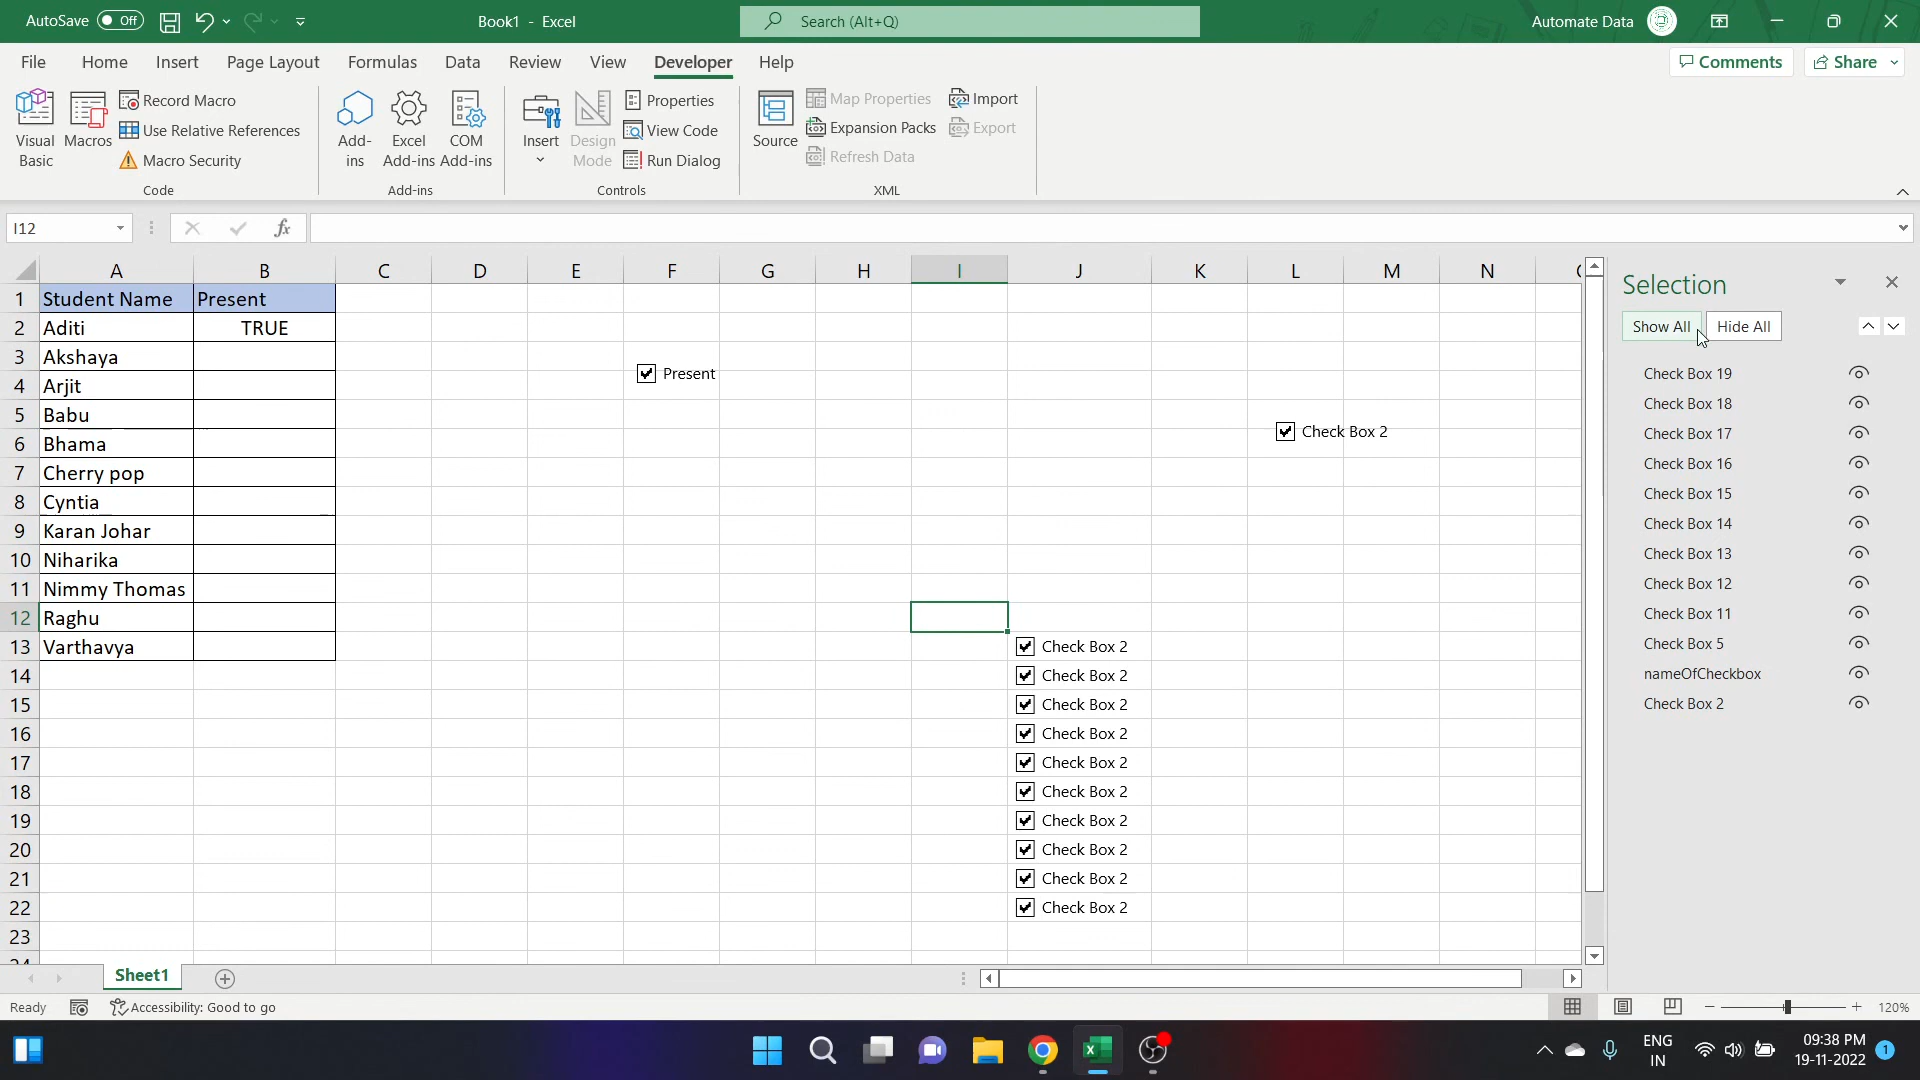 AutoSave Off Book1 - Excel Search (Alt+Q) Automate Data
File Home Insert Page Layout Formulas Data Review View Developer Help Comments Share
Visual Basic
Macros
Record Macro
Use Relative References
Macro Security
Code
Add-ins
Excel Add-ins
COM Add-ins
Add-ins
Insert
Design Mode
Properties
View Code
Run Dialog
Controls
Source
Map Properties
Expansion Packs
Refresh Data
Import
Export
XML
I12 fx
A B C D E F G H I J K L M N
1 Student Name Present
2 Aditi TRUE
3 Akshaya
Present
4 Arjit
5 Babu
Check Box 2
6 Bhama
7 Cherry pop
8 Cyntia
9 Karan Johar
10 Niharika
11 Nimmy Thomas
12 Raghu
13 Varthavya Check Box 2
14 Check Box 2
15 Check Box 2
16 Check Box 2
17 Check Box 2
18 Check Box 2
19 Check Box 2
20 Check Box 2
21 Check Box 2
22 Check Box 2
23
24
Selection
Show All Hide All
Check Box 19
Check Box 18
Check Box 17
Check Box 16
Check Box 15
Check Box 14
Check Box 13
Check Box 12
Check Box 11
Check Box 5
nameOfCheckbox
Check Box 2
Sheet1
Ready Accessibility: Good to go 120%
ENG
IN
09:38 PM
19-11-2022
1